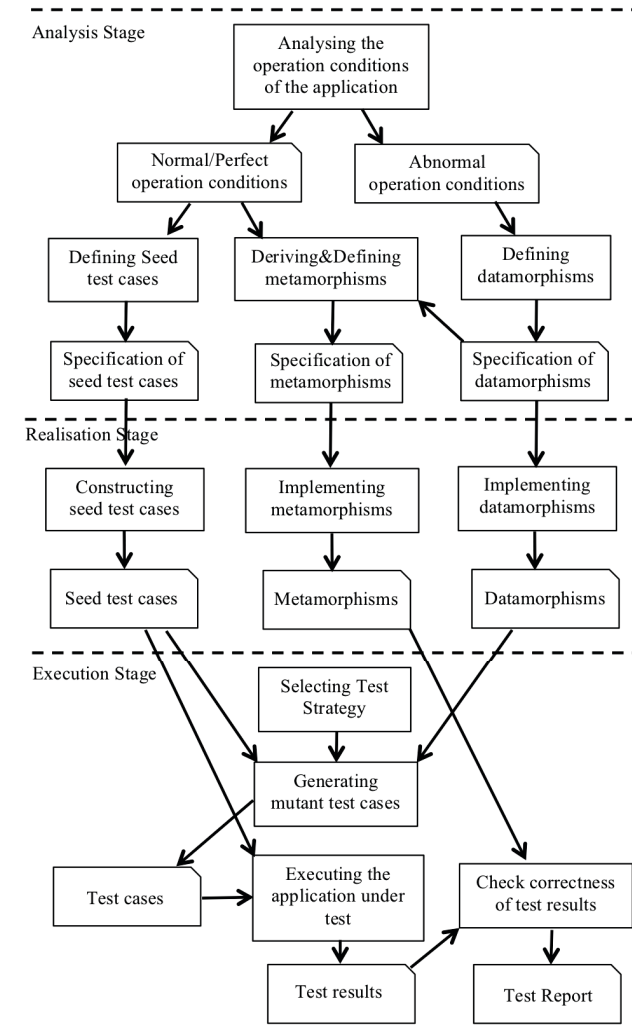 Analysis Stage
Analysing the
operation conditions
of the application
Normal/Perfect
operation conditions
Abnormal
operation conditions
Defining Seed
test cases
Deriving&Defining
metamorphisms
Defining
datamorphisms
Specification of
seed test cases
Specification of
metamorphisms
Specification of
datamorphisms
Realisation Stage
Constructing
seed test cases
Implementing
metamorphisms
Implementing
datamorphisms
Seed test cases
Metamorphisms
Datamorphisms
Execution Stage
Selecting Test
Strategy
Generating
mutant test cases
Test cases
Executing the
application under
test
Check correctness
of test results
Test results
Test Report